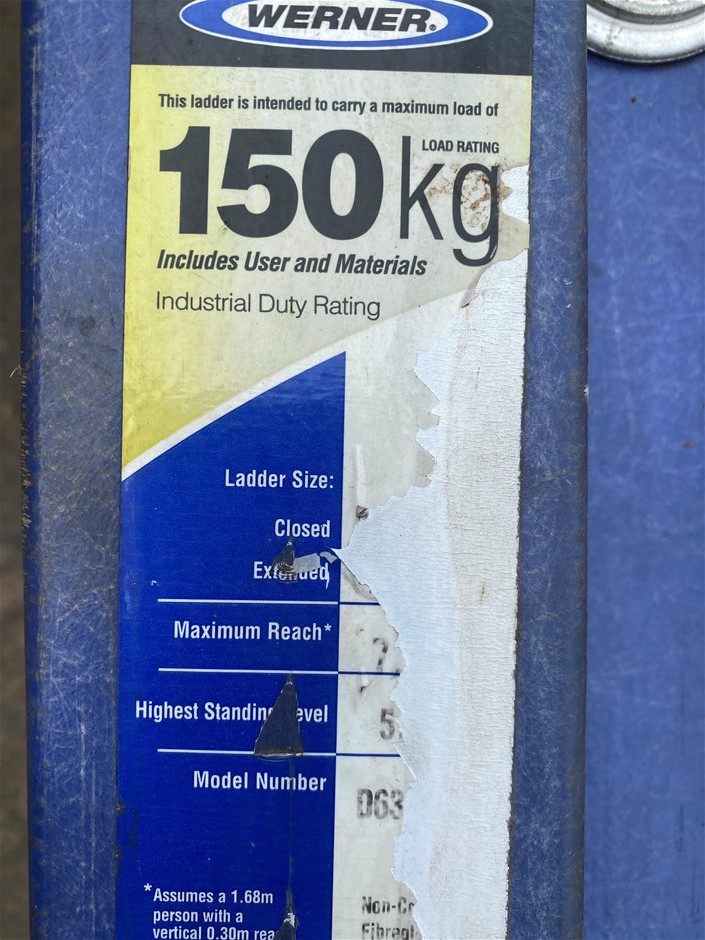 WERNER®
This ladder is intended to carry a maximum load of
LOAD RATING
150kg
Includes User and Materials
Industrial Duty Rating
Ladder Size:
Closed
Extended
Maximum Reach*
Highest Standing Level
5.
Model Number
D63
*Assumes a 1.68m
person with a
vertical 0.30m